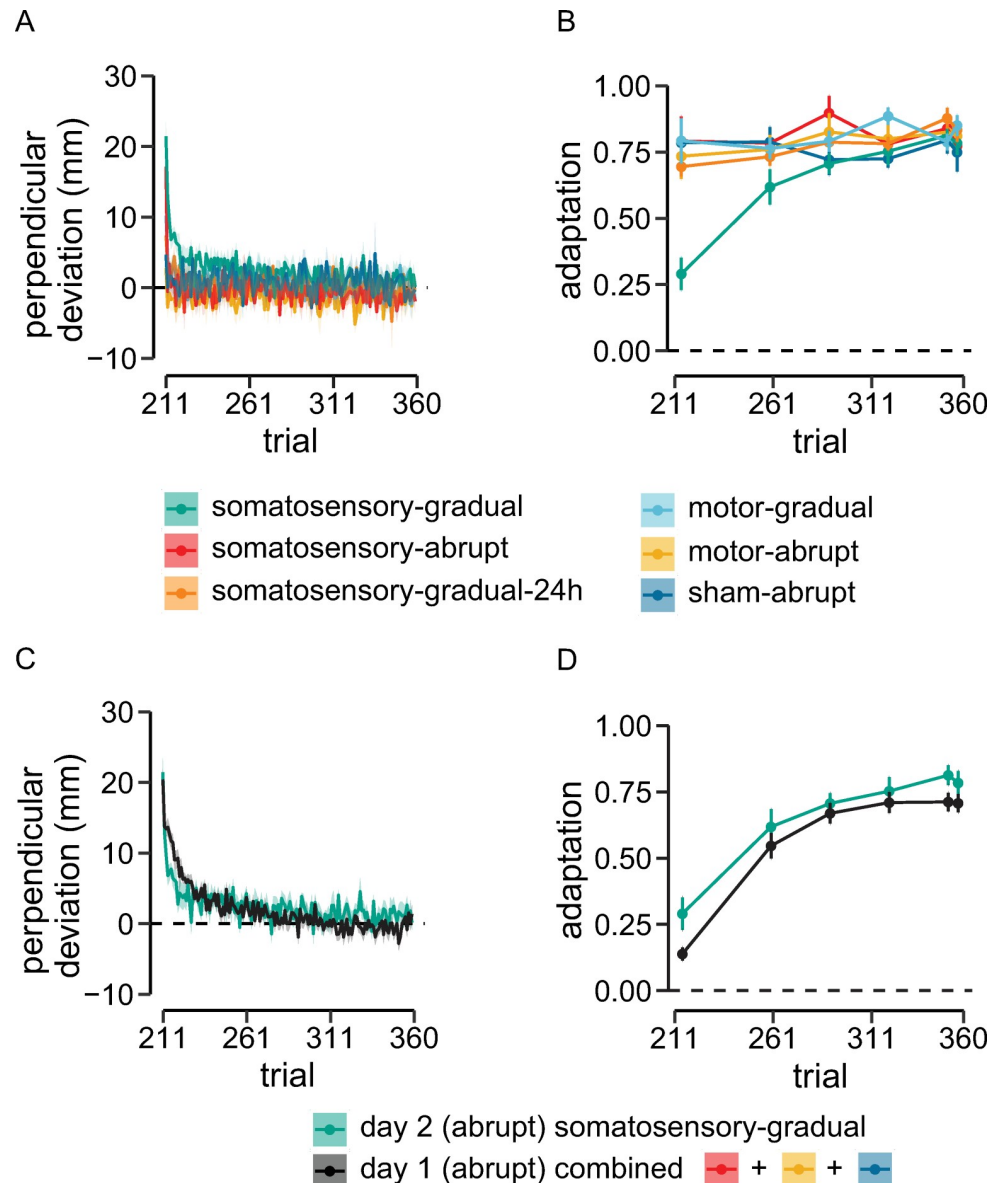 A
perpendicular
deviation (mm)
30
20
10
0
−10
211 261 311 360
trial
B
adaptation
1.00
0.75
0.50
0.25
0.00
211 261 311 360
trial
somatosensory-gradual
somatosensory-abrupt
somatosensory-gradual-24h
motor-gradual
motor-abrupt
sham-abrupt
C
perpendicular
deviation (mm)
30
20
10
0
−10
211 261 311 360
trial
D
adaptation
1.00
0.75
0.50
0.25
0.00
211 261 311 360
trial
day 2 (abrupt) somatosensory-gradual
day 1 (abrupt) combined + +